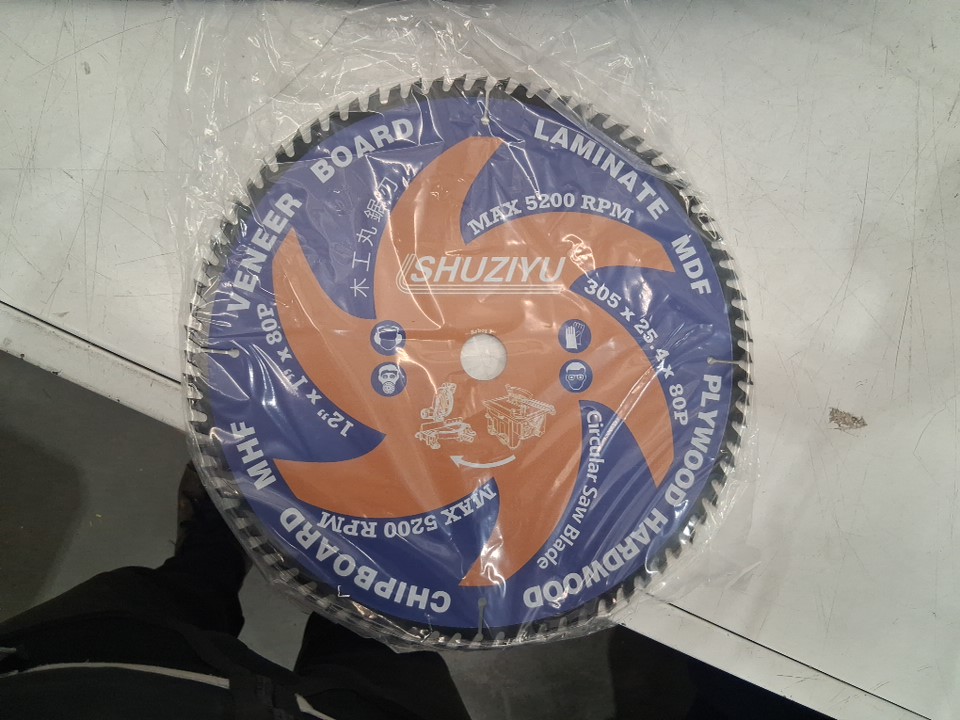 SHUZIYU
MAX 5200 RPM
305 x 25.4 x 80P
Circular Saw Blade
MAX 5200 RPM
12" x 1" x 80P
木工丸鋸刀
BOARD
LAMINATE
MDF
PLYWOOD
HARDWOOD
CHIPBOARD
MHF
VENEER